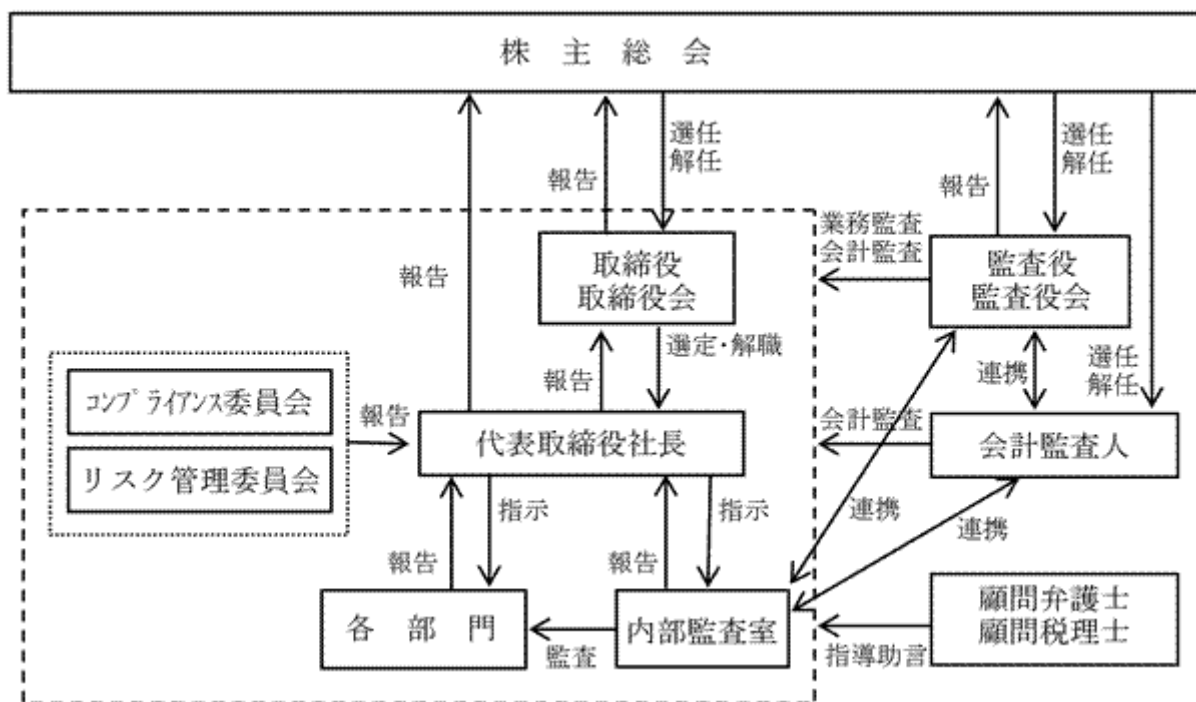 株主総会
選任
解任
選任
解任
報告
報告
業務監査
会計監査
取締役
取締役会
監査役
監査役会
報告
選定・解職
連携
選任
解任
報告
コンプライアンス委員会
報告
会計監査
代表取締役社長
会計監査人
リスク管理委員会
指示
指示
連携
連携
報告
報告
顧問弁護士
顧問税理士
各部門
内部監査室
監査
指導助言